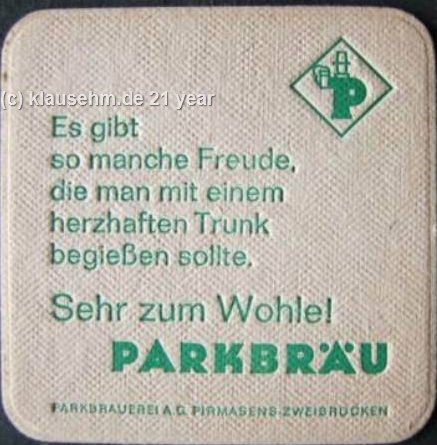 P
(c) klausehm.de 21 year
Es gibt
so manche Freude,
die man mit einem
herzhaften Trunk
begießen sollte.
Sehr zum Wohle!
PARKBRÄU
PARKBRAUEREI A.G. PIRMASENS-ZWEIBRÜCKEN